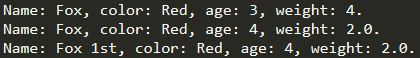 Name: Fox, color: Red, age: 3, weight: 4.
Name: Fox, color: Red, age: 4, weight: 2.0.
Name: Fox 1st, color: Red, age: 4, weight: 2.0.